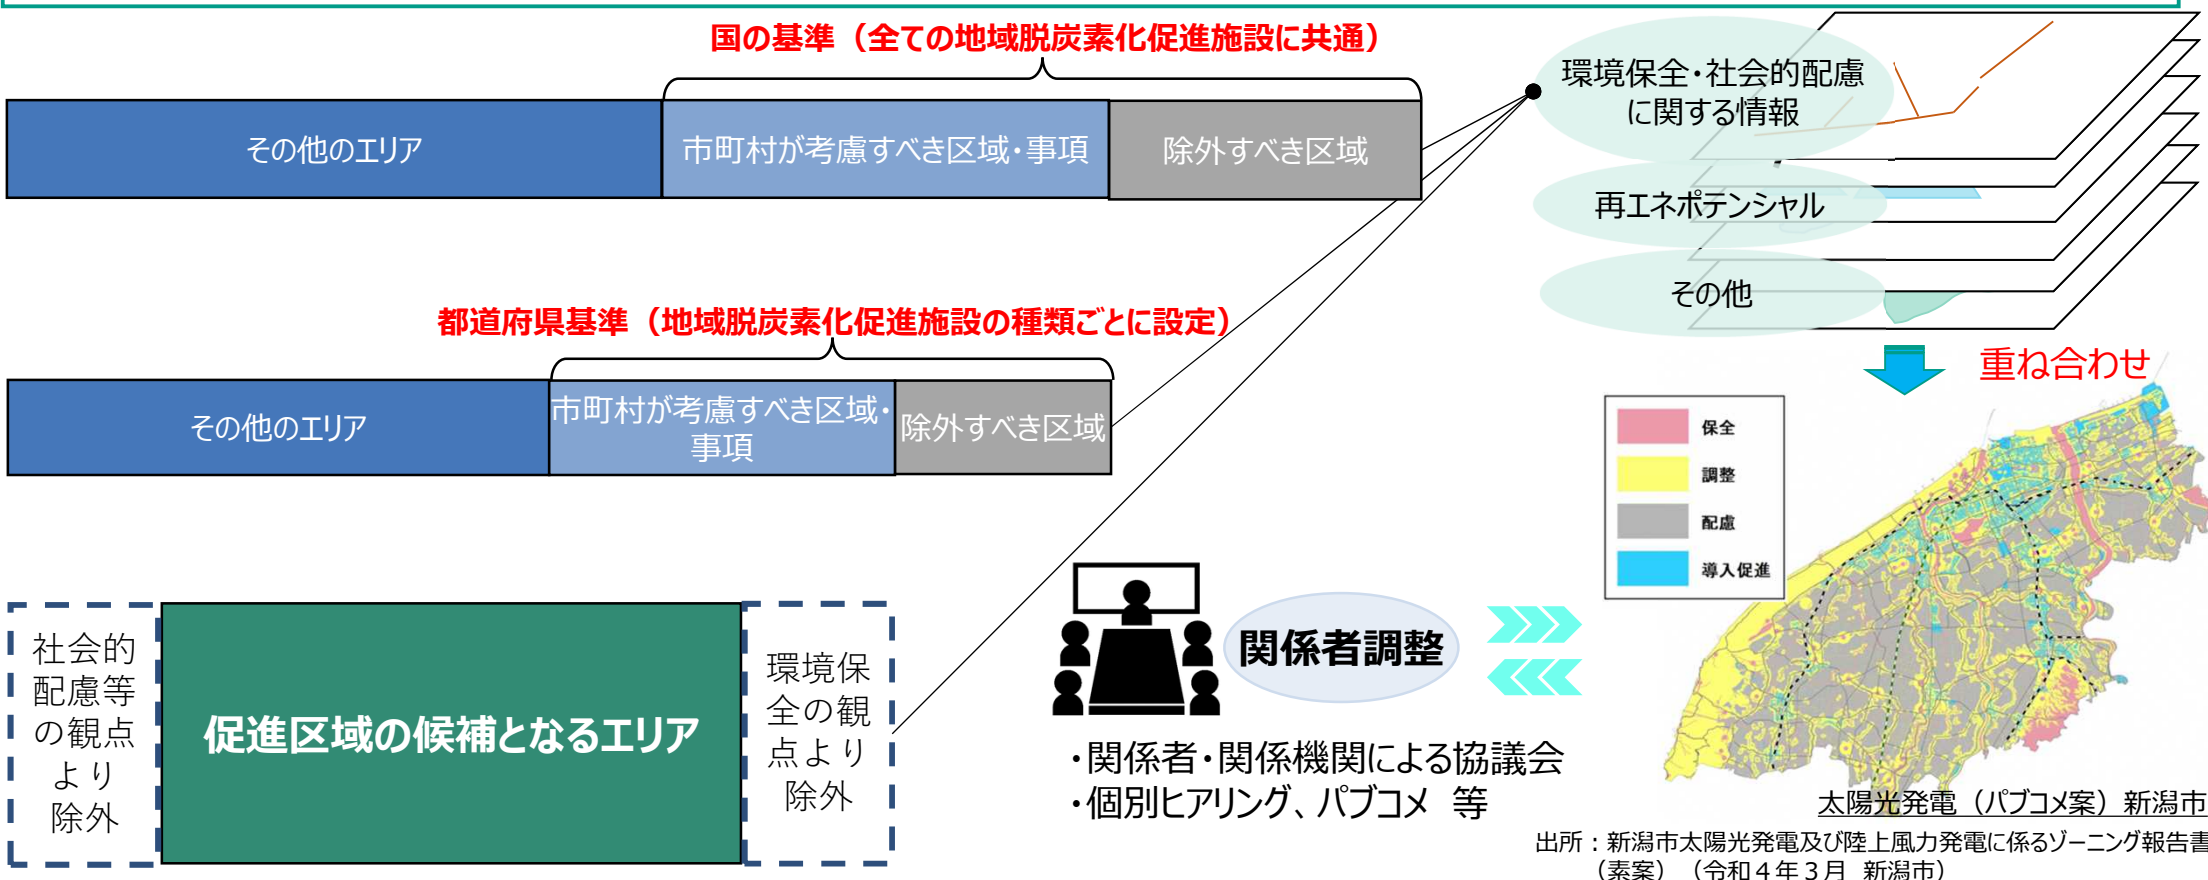 国の基準（全ての地域脱炭素化促進施設に共通）
その他のエリア
市町村が考慮すべき区域・事項
除外すべき区域
都道府県基準（地域脱炭素化促進施設の種類ごとに設定）
その他のエリア
市町村が考慮すべき区域・
事項
除外すべき区域
社会的
配慮等
の観点
より
除外
促進区域の候補となるエリア
環境保
全の観
点より
除外
環境保全・社会的配慮
に関する情報
再エネポテンシャル
その他
重ね合わせ
保全
調整
配慮
導入促進
関係者調整
・関係者・関係機関による協議会
・個別ヒアリング、パブコメ 等
太陽光発電（パブコメ案）新潟市
出所：新潟市太陽光発電及び陸上風力発電に係るゾーニング報告書
（素案）（令和４年３月 新潟市）